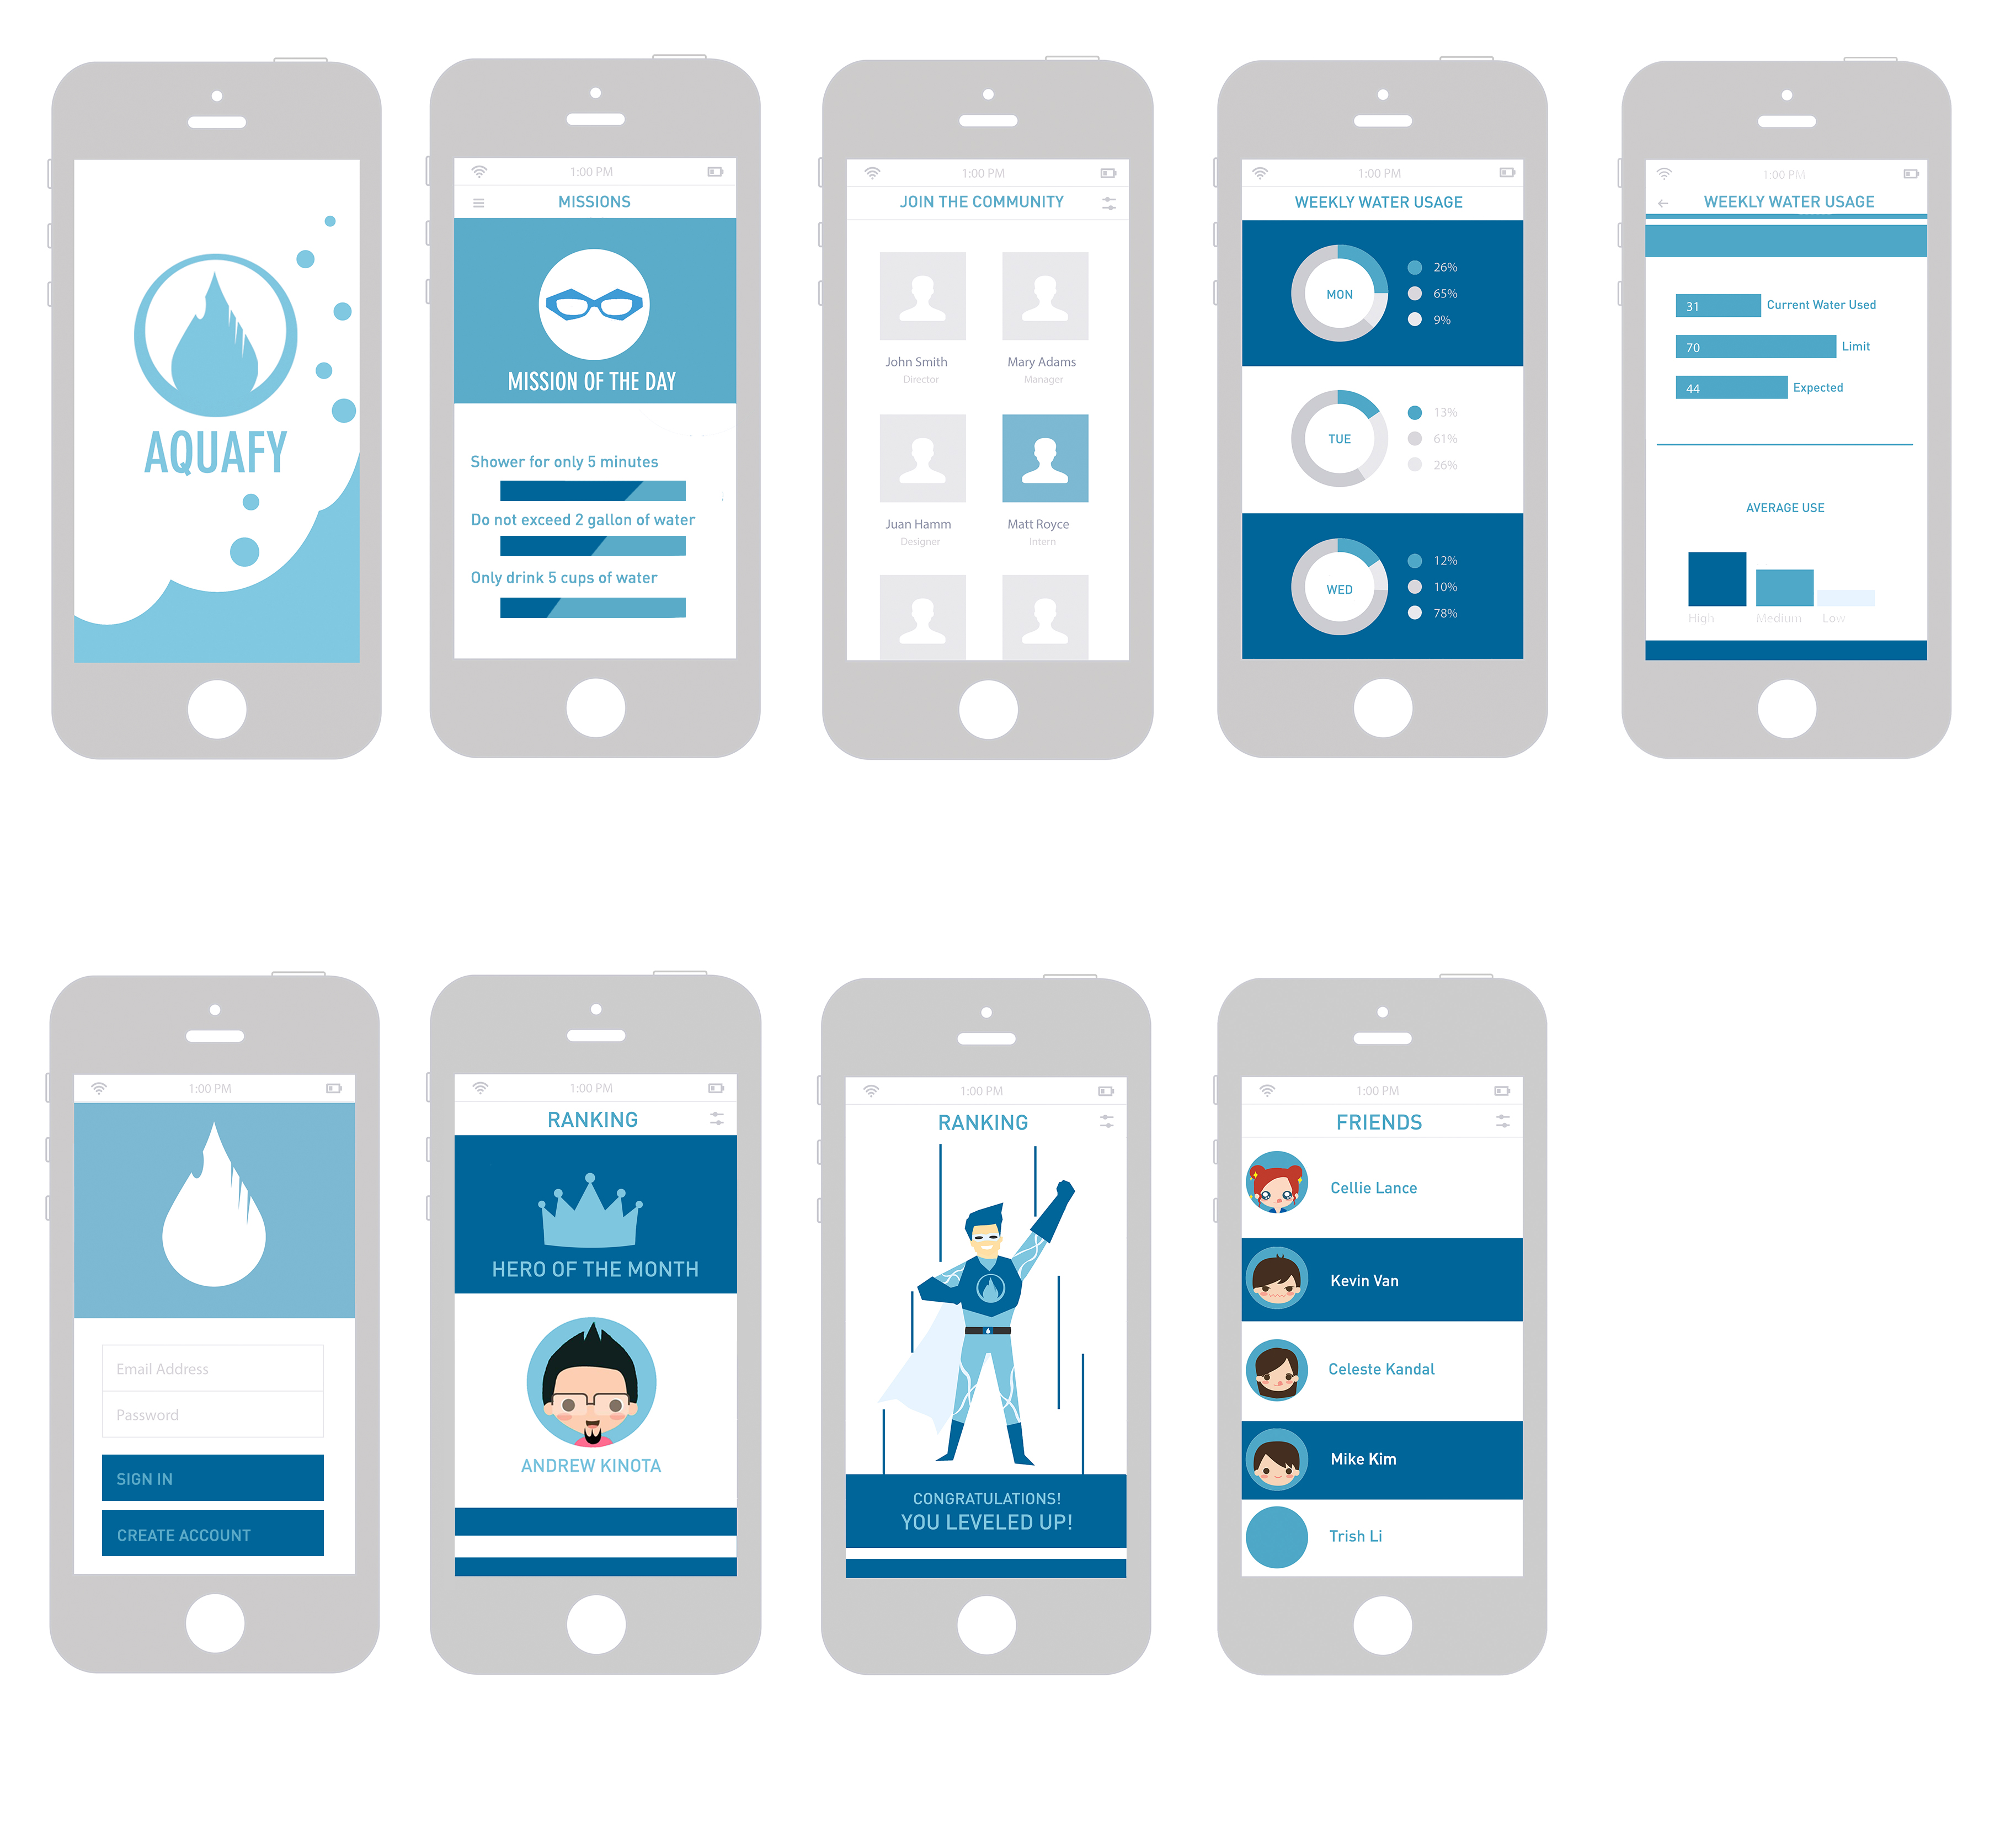 AQUAFY
1:00 PM
MISSIONS
MISSION OF THE DAY
Shower for only 5 minutes
Do not exceed 2 gallon of water
Only drink 5 cups of water
1:00 PM
JOIN THE COMMUNITY
John Smith
Director
Mary Adams
Manager
Juan Hamm
Designer
Matt Royce
Intern
1:00 PM
WEEKLY WATER USAGE
MON
26%
65%
9%
TUE
13%
61%
26%
WED
12%
10%
78%
1:00 PM
WEEKLY WATER USAGE
31 Current Water Used
70 Limit
44 Expected
AVERAGE USE
High Medium Low
1:00 PM
Email Address
Password
SIGN IN
CREATE ACCOUNT
1:00 PM
RANKING
HERO OF THE MONTH
ANDREW KINOTA
1:00 PM
RANKING
CONGRATULATIONS!
YOU LEVELED UP!
1:00 PM
FRIENDS
Cellie Lance
Kevin Van
Celeste Kandal
Mike Kim
Trish Li